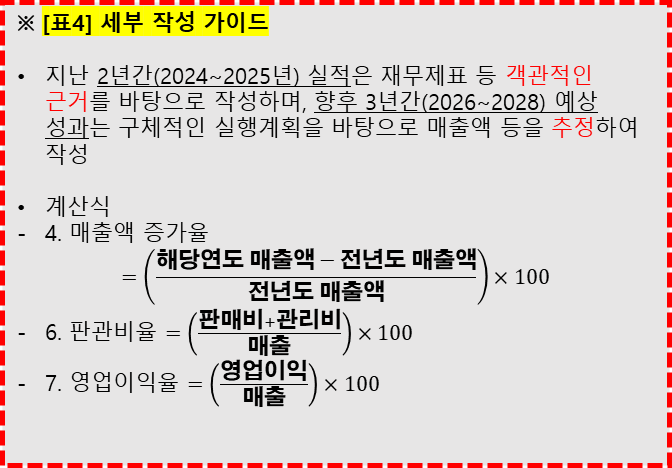 ※ [표4] 세부 작성 가이드
• 지난 2년간(2024~2025년) 실적은 재무제표 등 객관적인
근거를 바탕으로 작성하며, 향후 3년간(2026~2028) 예상
성과는 구체적인 실행계획을 바탕으로 매출액 등을 추정하여
작성
• 계산식
- 4. 매출액 증가율
= (해당연도 매출액 − 전년도 매출액 / 전년도 매출액) × 100
- 6. 판관비율 = (판매비+관리비 / 매출) × 100
- 7. 영업이익율 = (영업이익 / 매출) × 100